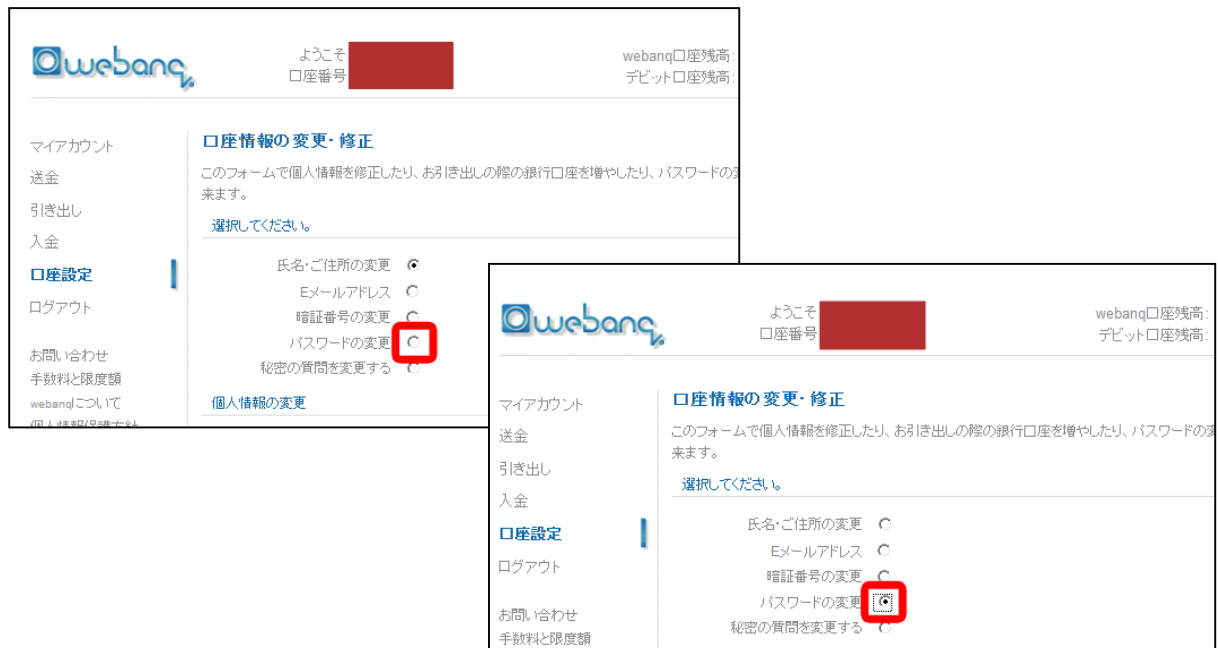 webanq
ようこそ
口座番号
webanq口座残高:
デビット口座残高:
マイアカウント
送金
引き出し
入金
口座設定
ログアウト
お問い合わせ
手数料と限度額
webanqについて
個人情報保護方針
口座情報の変更・修正
このフォームで個人情報を修正したり、お引き出しの際の銀行口座を増やしたり、パスワードの変
来ます。
選択してください。
氏名・ご住所の変更
Eメールアドレス
暗証番号の変更
パスワードの変更
秘密の質問を変更する
個人情報の変更
webanq
ようこそ
口座番号
webanq口座残高:
デビット口座残高:
マイアカウント
送金
引き出し
入金
口座設定
ログアウト
お問い合わせ
手数料と限度額
口座情報の変更・修正
このフォームで個人情報を修正したり、お引き出しの際の銀行口座を増やしたり、パスワードの変
来ます。
選択してください。
氏名・ご住所の変更
Eメールアドレス
暗証番号の変更
パスワードの変更
秘密の質問を変更する